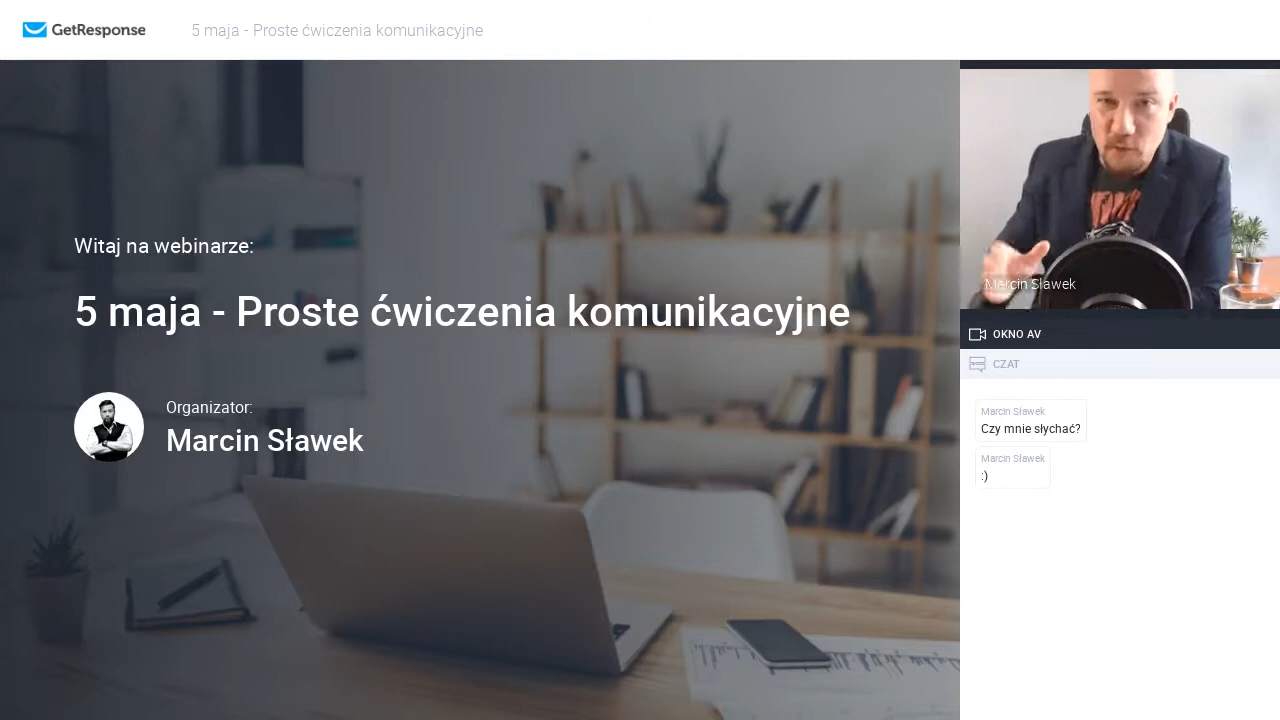 GetResponse
5 maja - Proste ćwiczenia komunikacyjne
Witaj na webinarze:
5 maja - Proste ćwiczenia komunikacyjne
Organizator:
Marcin Sławek
Marcin Sławek
OKNO AV
CZAT
Marcin Sławek
Czy mnie słychać?
Marcin Sławek
:)